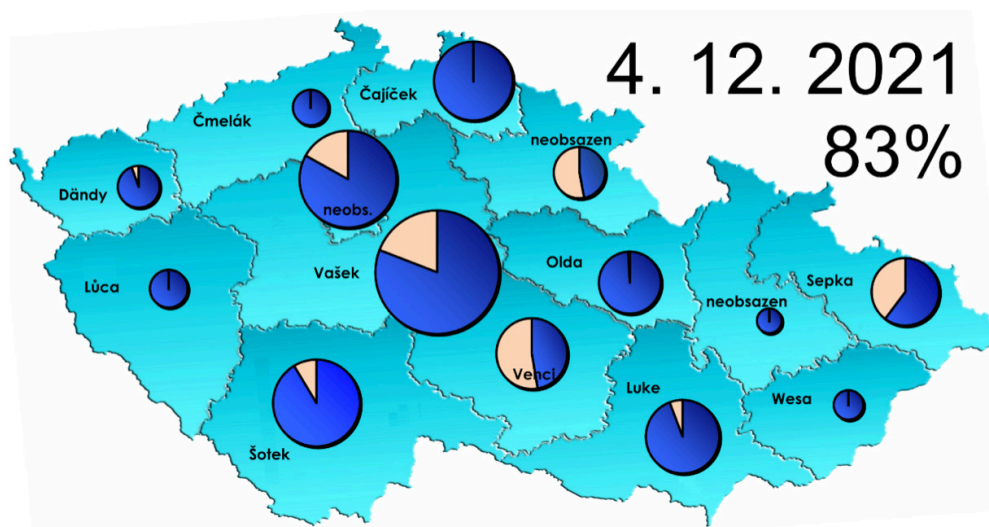 4. 12. 2021
83%
Čajíček
Čmelák
neobsazen
Dändy
neobs.
Olda
Vašek
Sepka
Lůca
neobsazen
Venci
Luke
Wesa
Šotek